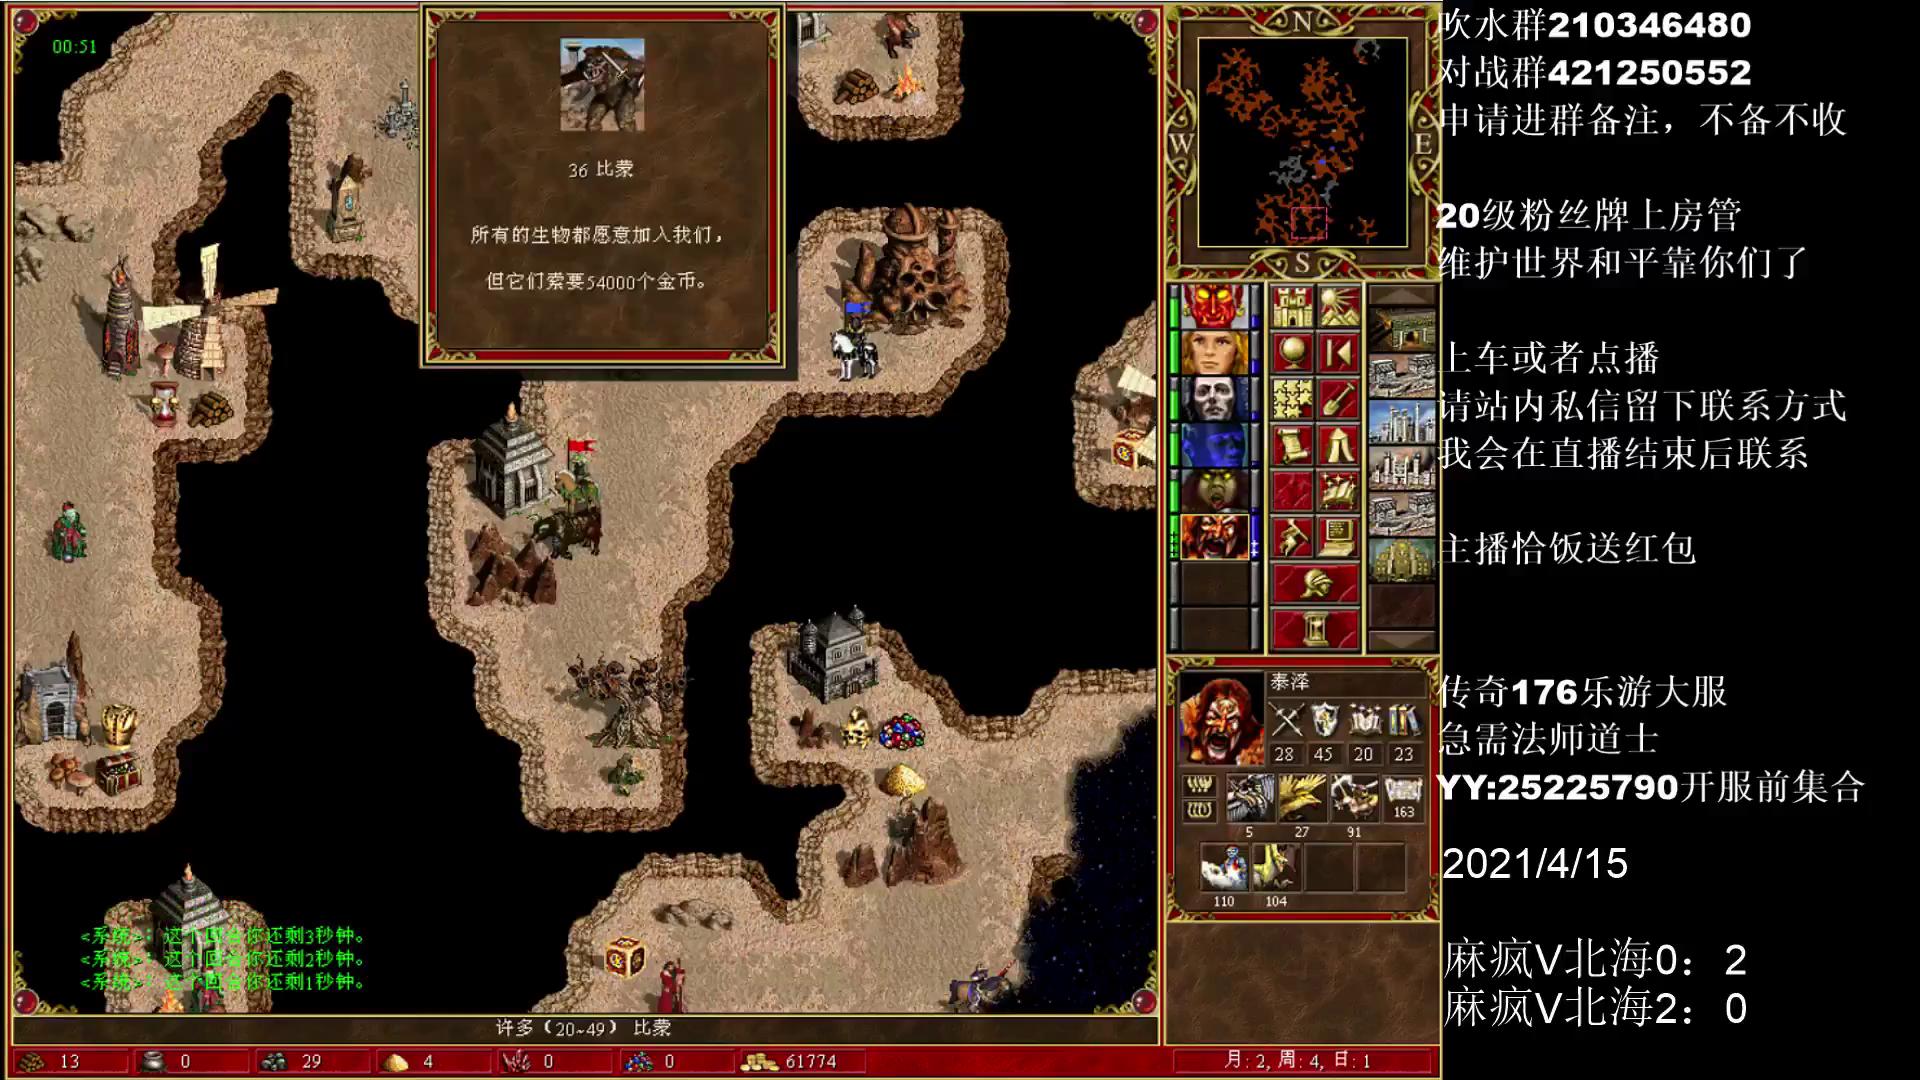 00:51
36 比蒙
所有的生物都愿意加入我们，
但它们索要54000个金币。
N
W
E
S
泰泽
28 45 20 23
163
5 27 91
110 104
<系统>：这个回合你还剩3秒钟。
<系统>：这个回合你还剩2秒钟。
<系统>：这个回合你还剩1秒钟。
许多（20~49） 比蒙
13 0 29 4 0 0 61774
月: 2, 周: 4, 日: 1
吹水群210346480
对战群421250552
申请进群备注，不备不收
20级粉丝牌上房管
维护世界和平靠你们了
上车或者点播
请站内私信留下联系方式
我会在直播结束后联系
主播恰饭送红包
传奇176乐游大服
急需法师道士
YY:25225790开服前集合
2021/4/15
麻疯V北海0：2
麻疯V北海2：0